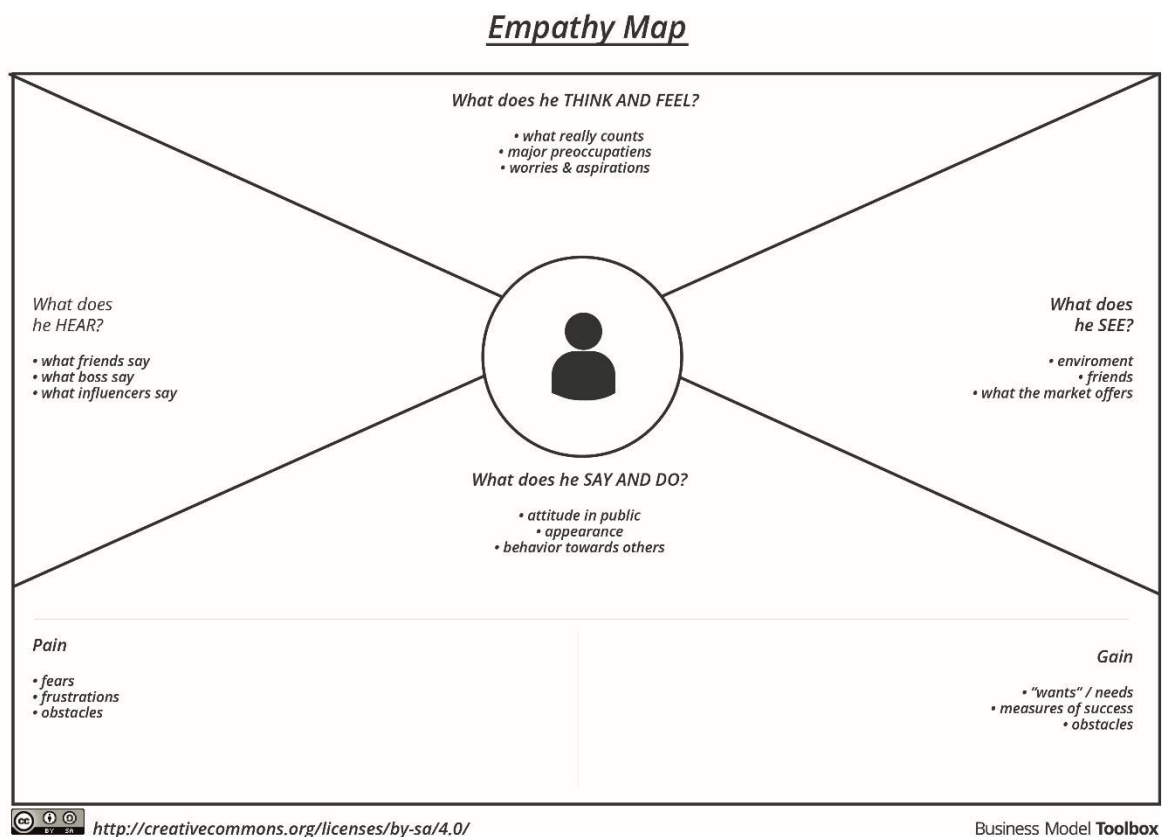 Empathy Map
What does he THINK AND FEEL?
• what really counts
• major preoccupatiens
• worries & aspirations
What does
he HEAR?
• what friends say
• what boss say
• what influencers say
What does
he SEE?
• enviroment
• friends
• what the market offers
What does he SAY AND DO?
• attitude in public
• appearance
• behavior towards others
Pain
• fears
• frustrations
• obstacles
Gain
• “wants” / needs
• measures of success
• obstacles
cc BY SA http://creativecommons.org/licenses/by-sa/4.0/
Business Model Toolbox